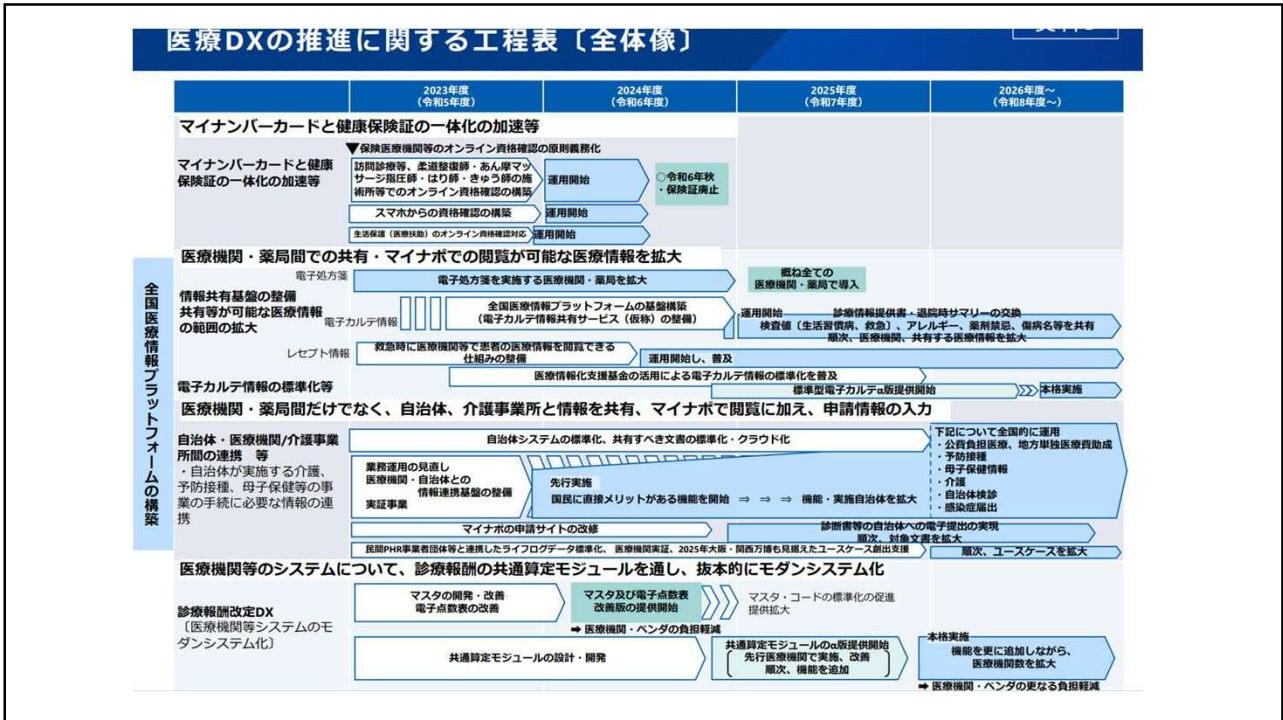 医療DXの推進に関する工程表〔全体像〕
2023年度
(令和5年度)
2024年度
(令和6年度)
2025年度
(令和7年度)
2026年度~
(令和8年度~)
マイナンバーカードと健康保険証の一体化の加速等
▼保険医療機関等のオンライン資格確認の原則義務化
マイナンバーカードと健康
保険証の一体化の加速等
訪問診療等、柔道整復師・あん摩マッ
サージ指圧師・はり師・きゅう師の施
術所等でのオンライン資格確認の構築
運用開始
○令和6年秋
・保険証廃止
スマホからの資格確認の構築
運用開始
生活保護(医療扶助)のオンライン資格確認対応
運用開始
全国医療情報プラットフォームの構築
医療機関・薬局間での共有・マイナポでの閲覧が可能な医療情報を拡大
電子処方箋
電子処方箋を実施する医療機関・薬局を拡大
概ね全ての
医療機関・薬局で導入
情報共有基盤の整備
共有等が可能な医療情報
の範囲の拡大
電子カルテ情報
全国医療情報プラットフォームの基盤構築
(電子カルテ情報共有サービス(仮称)の整備)
運用開始
診療情報提供書・退院時サマリーの交換
検査値〔生活習慣病、救急〕、アレルギー、薬剤禁忌、傷病名等を共有
順次、医療機関、共有する医療情報を拡大
レセプト情報
救急時に医療機関等で患者の医療情報を閲覧できる
仕組みの整備
運用開始し、普及
電子カルテ情報の標準化等
医療情報化支援基金の活用による電子カルテ情報の標準化を普及
標準型電子カルテα版提供開始
本格実施
医療機関・薬局間だけでなく、自治体、介護事業所と情報を共有、マイナポで閲覧に加え、申請情報の入力
自治体・医療機関/介護事業
所間の連携 等
・自治体が実施する介護、
予防接種、母子保健等の事
業の手続に必要な情報の連
携
自治体システムの標準化、共有すべき文書の標準化・クラウド化
業務運用の見直し
医療機関・自治体との
情報連携基盤の整備
実証事業
先行実施
国民に直接メリットがある機能を開始 ⇒ ⇒ ⇒ 機能・実施自治体を拡大
下記について全国的に運用
・公費負担医療、地方単独医療費助成
・予防接種
・母子保健情報
・介護
・自治体検診
・感染症届出
マイナポの申請サイトの改修
診断書等の自治体への電子提出の実現
順次、対象文書を拡大
民間PHR事業者団体等と連携したライフログデータ標準化、 医療機関実証、2025年大阪・関西万博も見据えたユースケース創出支援
順次、ユースケースを拡大
医療機関等のシステムについて、診療報酬の共通算定モジュールを通し、抜本的にモダンシステム化
診療報酬改定DX
〔医療機関等システムのモ
ダンシステム化〕
マスタの開発・改善
電子点数表の改善
マスタ及び電子点数表
改善版の提供開始
マスタ・コードの標準化の促進
提供拡大
➡ 医療機関・ベンダの負担軽減
共通算定モジュールの設計・開発
共通算定モジュールのα版提供開始
先行医療機関で実施、改善
順次、機能を追加
本格実施
機能を更に追加しながら、
医療機関数を拡大
➡ 医療機関・ベンダの更なる負担軽減